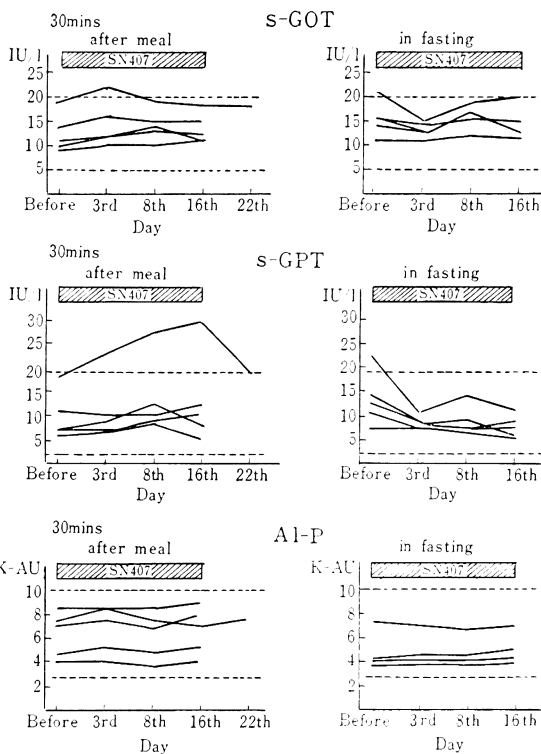 s-GOT
30mins
after meal
IU/l
SN407
25
20
15
10
5
Before 3rd 8th 16th 22th
Day
in fasting
IU/l
SN407
25
20
15
10
5
Before 3rd 8th 16th
Day
s-GPT
30mins
after meal
IU/l
SN407
30
25
20
15
10
5
Before 3rd 8th 16th 22th
Day
in fasting
IU/l
SN407
30
25
20
15
10
5
Before 3rd 8th 16th
Day
Al-P
30mins
after meal
K-AU
SN407
10
8
6
4
2
Before 3rd 8th 16th 22th
Day
in fasting
K-AU
SN407
10
8
6
4
2
Before 3rd 8th 16th
Day